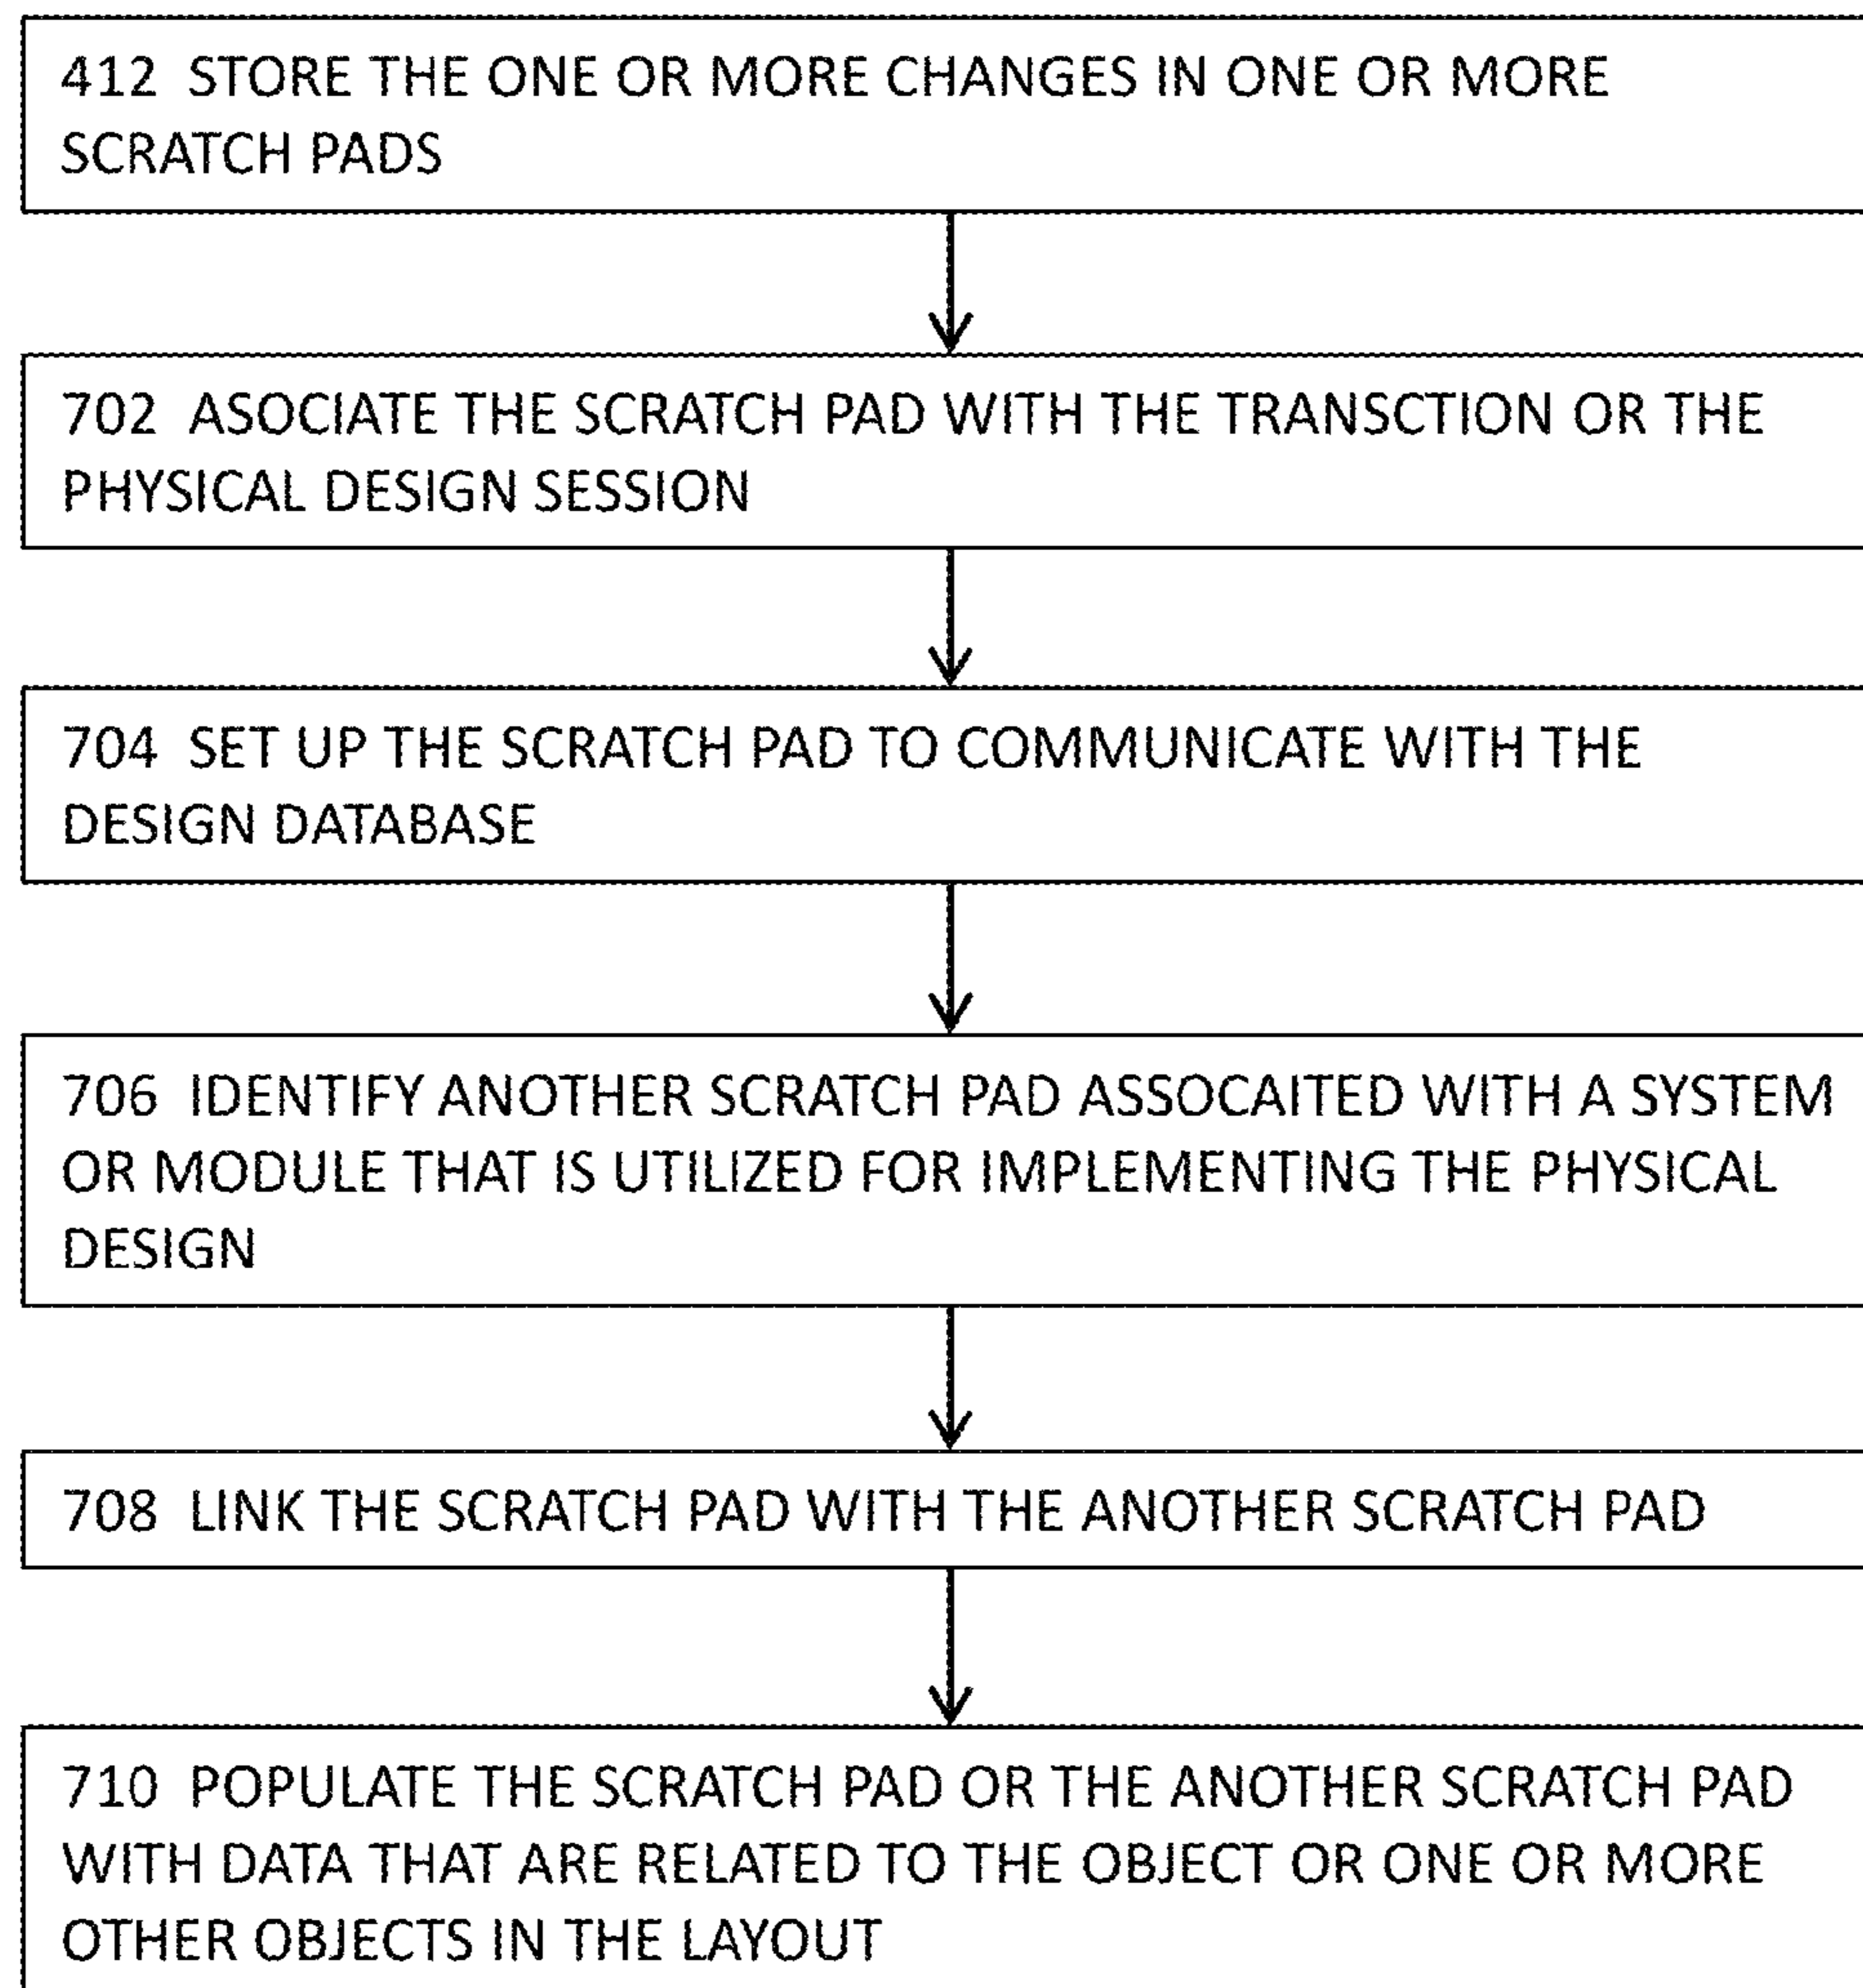 412 STORE THE ONE OR MORE CHANGES IN ONE OR MORE
SCRATCH PADS
702 ASOCIATE THE SCRATCH PAD WITH THE TRANSCTION OR THE
PHYSICAL DESIGN SESSION
704 SET UP THE SCRATCH PAD TO COMMUNICATE WITH THE
DESIGN DATABASE
706 IDENTIFY ANOTHER SCRATCH PAD ASSOCAITED WITH A SYSTEM
OR MODULE THAT IS UTILIZED FOR IMPLEMENTING THE PHYSICAL
DESIGN
708 LINK THE SCRATCH PAD WITH THE ANOTHER SCRATCH PAD
710 POPULATE THE SCRATCH PAD OR THE ANOTHER SCRATCH PAD
WITH DATA THAT ARE RELATED TO THE OBJECT OR ONE OR MORE
OTHER OBJECTS IN THE LAYOUT